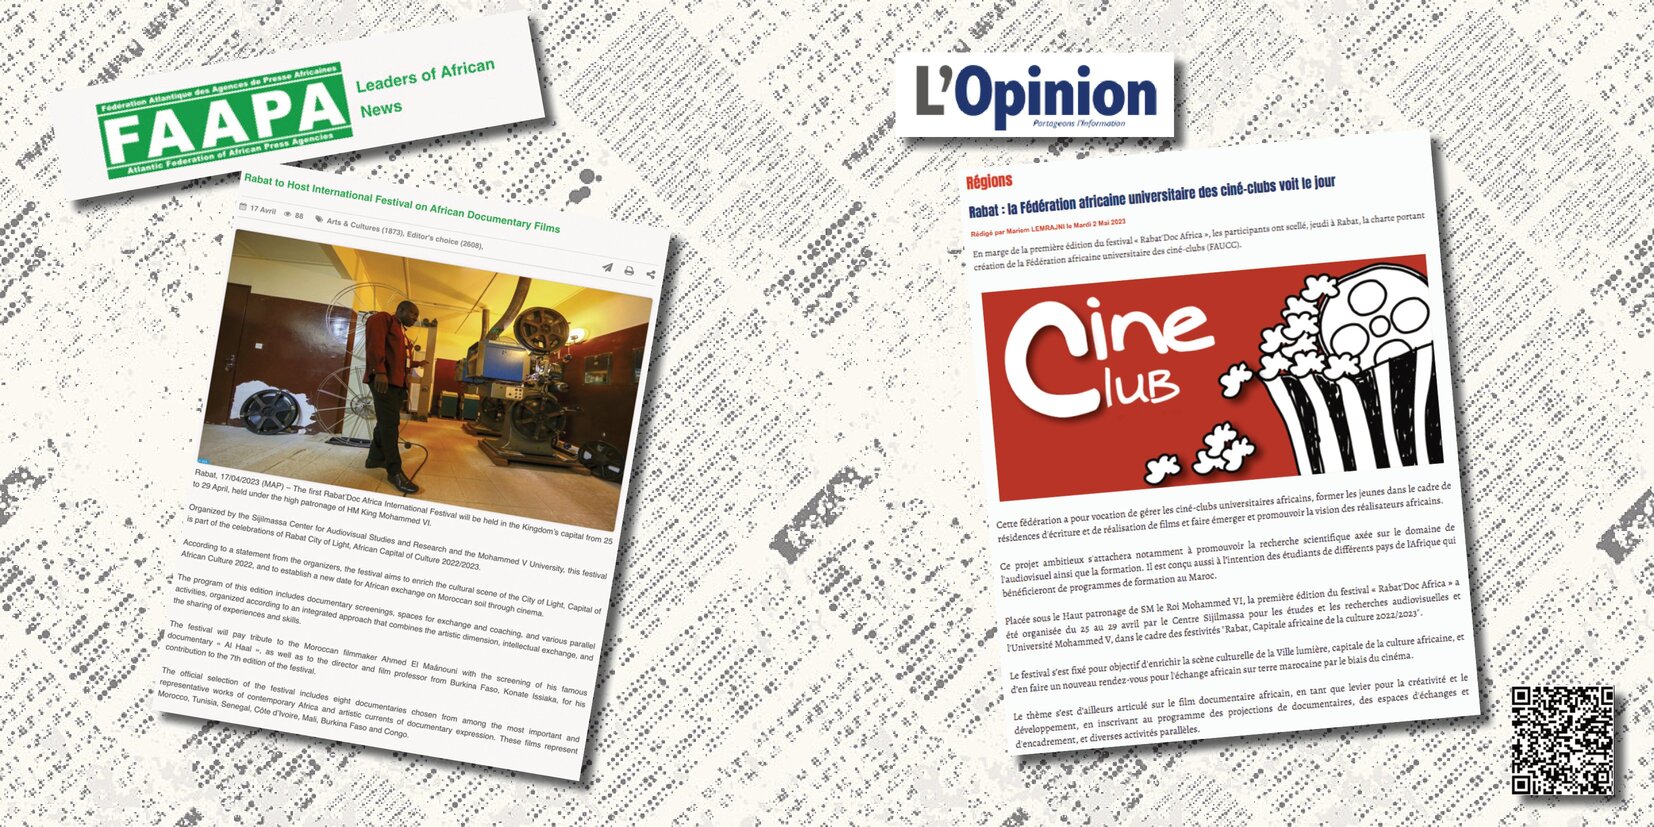 Fédération Atlantique des Agences de Presse Africaines
FAAPA
Atlantic Federation of African Press Agencies
Leaders of African
News
Rabat to Host International Festival on African Documentary Films
17 Avril 88 Arts & Cultures (1873), Editor's choice (2608),
Rabat, 17/04/2023 (MAP) – The first Rabat'Doc Africa International Festival will be held in the Kingdom's capital from 25
to 29 April, held under the high patronage of HM King Mohammed VI.
Organized by the Sijilmassa Center for Audiovisual Studies and Research and the Mohammed V University, this festival
is part of the celebrations of Rabat City of Light, African Capital of Culture 2022/2023.
According to a statement from the organizers, the festival aims to enrich the cultural scene of the City of Light, Capital of
African Culture 2022, and to establish a new date for African exchange on Moroccan soil through cinema.
The program of this edition includes documentary screenings, spaces for exchange and coaching, and various parallel
activities, organized according to an integrated approach that combines the artistic dimension, intellectual exchange, and
the sharing of experiences and skills.
The festival will pay tribute to the Moroccan filmmaker Ahmed El Maânouni with the screening of his famous
documentary « Al Haal », as well as to the director and film professor from Burkina Faso, Konate Issiaka, for his
contribution to the 7th edition of the festival.
The official selection of the festival includes eight documentaries chosen from among the most important and
representative works of contemporary Africa and artistic currents of documentary expression. These films represent
Morocco, Tunisia, Senegal, Côte d'Ivoire, Mali, Burkina Faso and Congo.
L'Opinion
Partageons l'Information
Régions
Rabat : la Fédération africaine universitaire des ciné-clubs voit le jour
Rédigé par Mariem LEMRAJNI le Mardi 2 Mai 2023
En marge de la première édition du festival « Rabat'Doc Africa », les participants ont scellé, jeudi à Rabat, la charte portant
création de la Fédération africaine universitaire des ciné-clubs (FAUCC).
Cine
Club
Cette fédération a pour vocation de gérer les ciné-clubs universitaires africains, former les jeunes dans le cadre de
résidences d'écriture et de réalisation de films et faire émerger et promouvoir la vision des réalisateurs africains.
Ce projet ambitieux s'attachera notamment à promouvoir la recherche scientifique axée sur le domaine de
l'audiovisuel ainsi que la formation. Il est conçu aussi à l'intention des étudiants de différents pays de l'Afrique qui
bénéficieront de programmes de formation au Maroc.
Placée sous le Haut patronage de SM le Roi Mohammed VI, la première édition du festival « Rabat'Doc Africa » a
été organisée du 25 au 29 avril par le Centre Sijilmassa pour les études et les recherches audiovisuelles et
l'Université Mohammed V, dans le cadre des festivités "Rabat, Capitale africaine de la culture 2022/2023".
Le festival s'est fixé pour objectif d'enrichir la scène culturelle de la Ville lumière, capitale de la culture africaine, et
d'en faire un nouveau rendez-vous pour l'échange africain sur terre marocaine par le biais du cinéma.
Le thème s'est d'ailleurs articulé sur le film documentaire africain, en tant que levier pour la créativité et le
développement, en inscrivant au programme des projections de documentaires, des espaces d'échanges et
d'encadrement, et diverses activités parallèles.